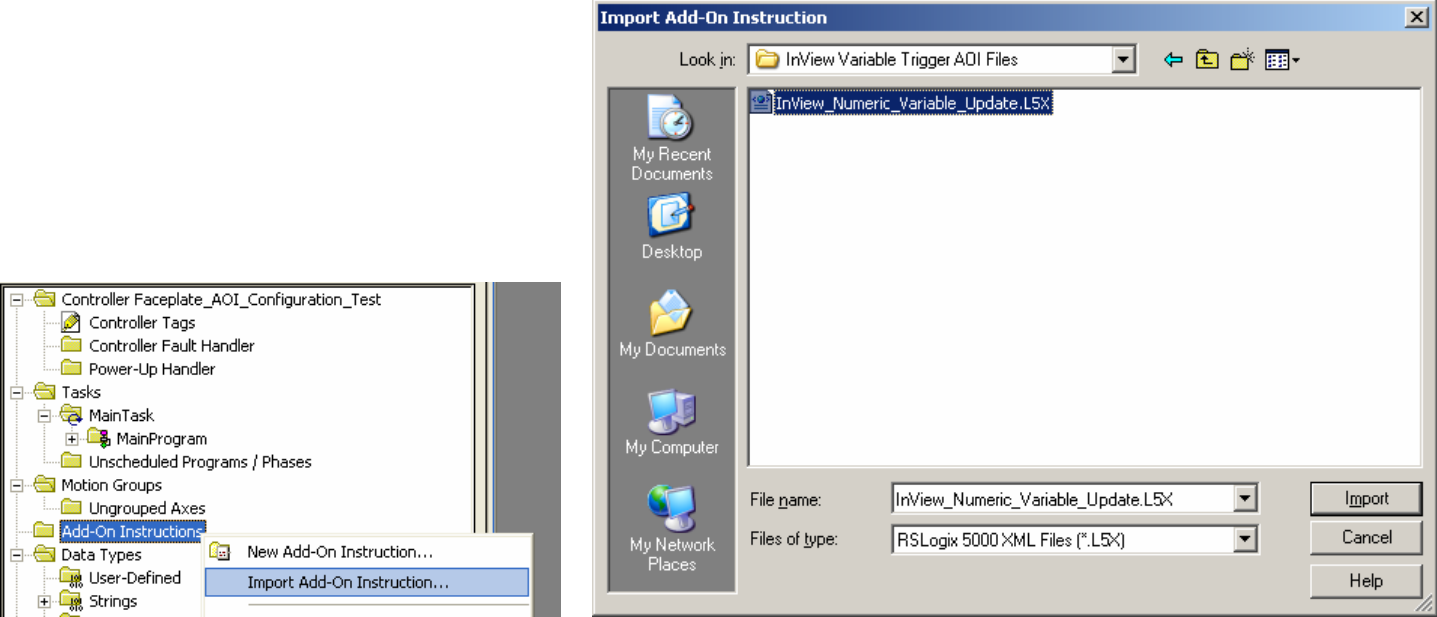 Controller Faceplate_AOI_Configuration_Test
Controller Tags
Controller Fault Handler
Power-Up Handler
Tasks
MainTask
MainProgram
Unscheduled Programs / Phases
Motion Groups
Ungrouped Axes
Add-On Instructions
Data Types
User-Defined
Strings
New Add-On Instruction...
Import Add-On Instruction...
Import Add-On Instruction
Look in: InView Variable Trigger AOI Files
InView_Numeric_Variable_Update.L5X
My Recent
Documents
Desktop
My Documents
My Computer
My Network
Places
File name: InView_Numeric_Variable_Update.L5X
Import
Files of type: RSLogix 5000 XML Files (*.L5X)
Cancel
Help